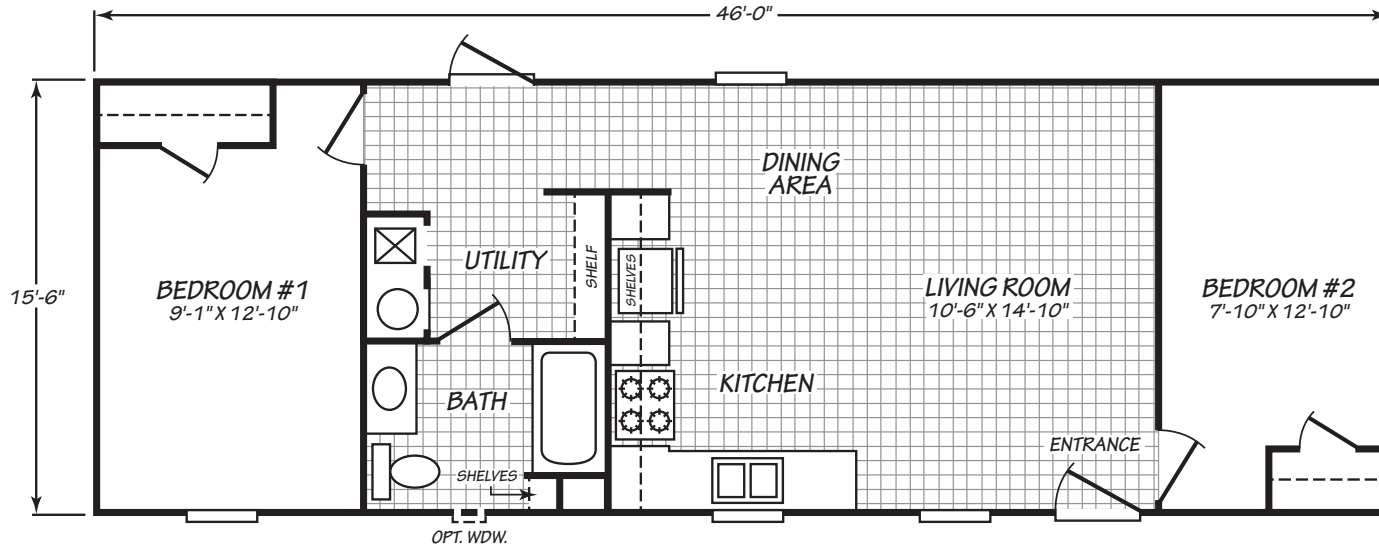 46'-0"
15'-6"
DINING
AREA
UTILITY
SHELF
SHELVES
BEDROOM #1
9'-1" X 12'-10"
LIVING ROOM
10'-6" X 14'-10"
BEDROOM #2
7'-10" X 12'-10"
KITCHEN
BATH
ENTRANCE
SHELVES
OPT. WDW.